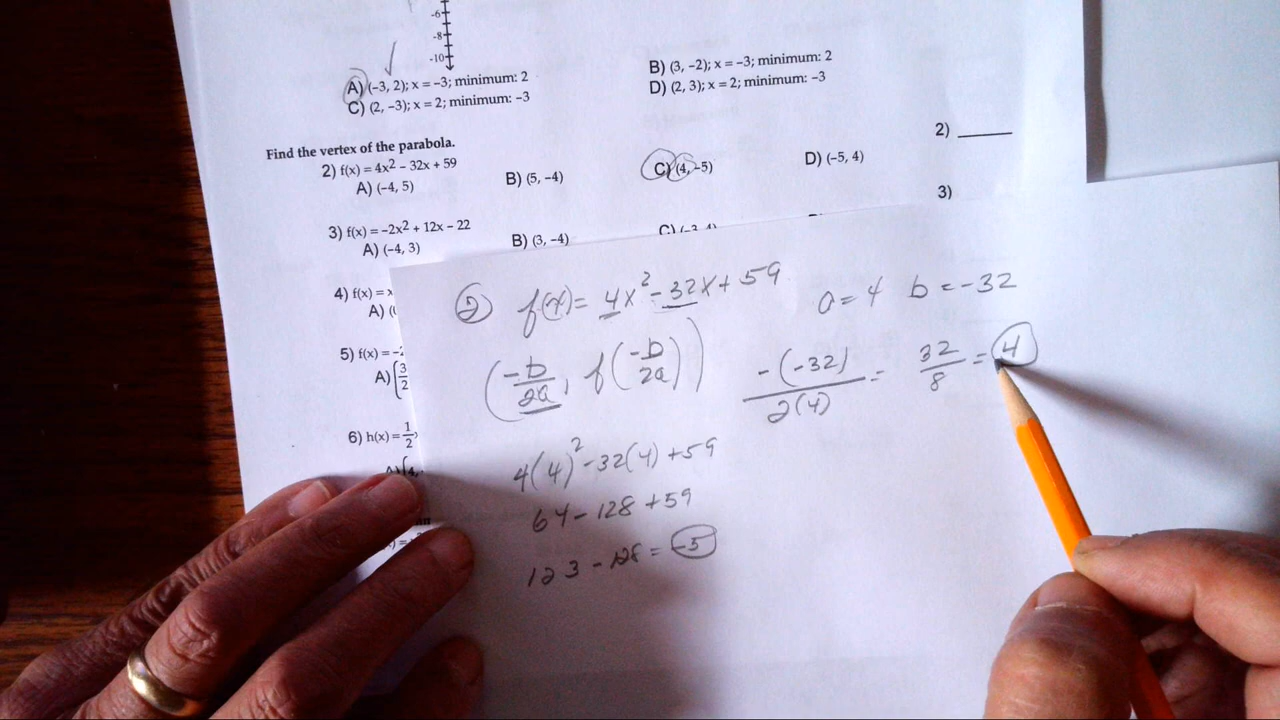 -6
-8
-10
A) (−3, 2); x = −3; minimum: 2 B) (3, −2); x = −3; minimum: 2
C) (2, −3); x = 2; minimum: −3 D) (2, 3); x = 2; minimum: −3
Find the vertex of the parabola.
2) f(x) = 4x² − 32x + 59 2) ______
A) (−4, 5) B) (5, −4) C) (4, −5) D) (−5, 4)
3) f(x) = −2x² + 12x − 22 3)
A) (−4, 3) B) (3, −4)
4) f(x) =
A)
5) f(x) = −
A) (3/2
6) h(x) = 1/2
② f(x) = 4x² − 32x + 59 a = 4 b = −32
(−b/2a, f(−b/2a)) −(−32)/2(4) = 32/8 = 4
4(4)² − 32(4) + 59
64 − 128 + 59
123 − 128 = −5